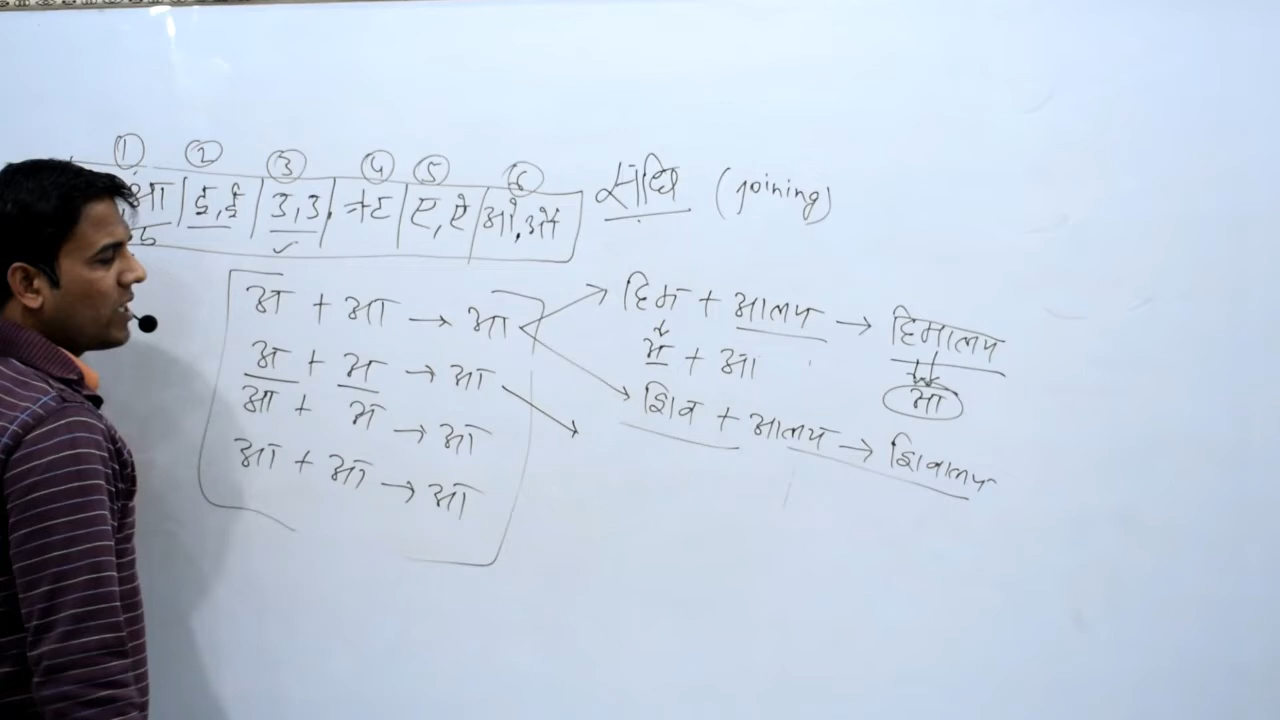 ① ② ③ ④ ⑤ ⑥
आ | इ, ई | उ, उ, ऋ | ए, ऐ | ओ, औ
संधि (joining)
अ + आ → आ
अ + अ → आ
आ + अ → आ
आ + आ → आ
हिम + आलय → हिमालय
म + आ
आ
शिव + आलय → शिवालय